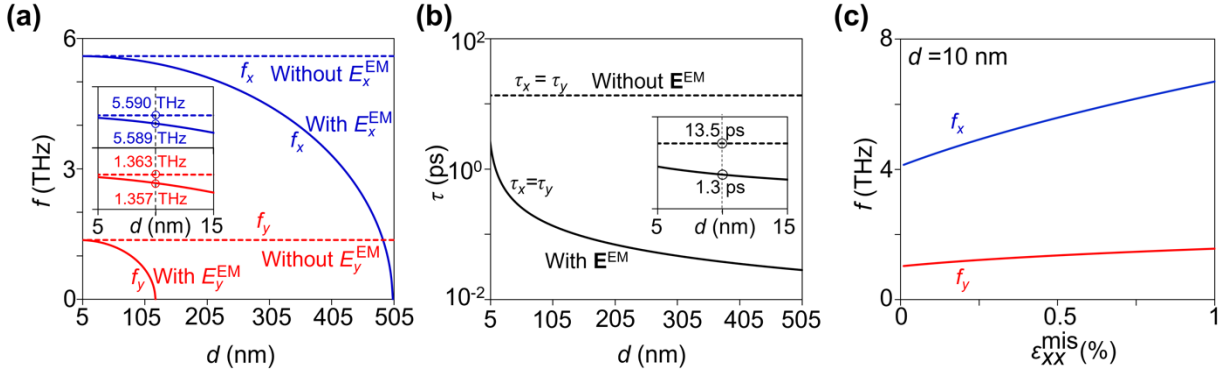 (a)
6
3
0
f (THz)
f_x Without E_x^EM
With E_x^EM
f_x
5.590 THz
5.589 THz
1.363 THz
1.357 THz
5 d (nm) 15
f_y
Without E_y^EM
f_y With E_y^EM
5 105 205 305 405 505
d (nm)
(b)
10^2
10^0
10^-2
τ (ps)
τ_x = τ_y Without E^EM
13.5 ps
1.3 ps
5 d (nm) 15
τ_x=τ_y
With E^EM
5 105 205 305 405 505
d (nm)
(c)
8
4
0
f (THz)
d = 10 nm
f_x
f_y
0 0.5 1
ε_xx^mis (%)